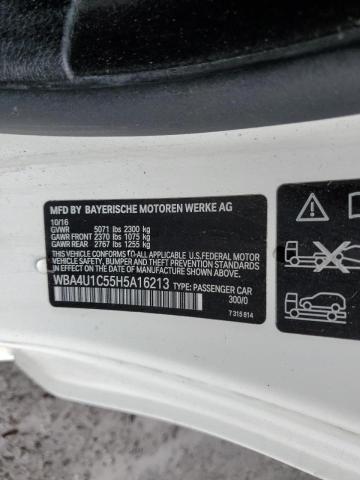 MFD BY BAYERISCHE MOTOREN WERKE AG
10/16
GVWR 5071 lbs 2300 kg
GAWR FRONT 2370 lbs 1075 kg
GAWR REAR 2767 lbs 1255 kg
THIS VEHICLE CONFORMS TO ALL APPLICABLE U.S. FEDERAL MOTOR
VEHICLE SAFETY, BUMPER, AND THEFT PREVENTION STANDARDS
IN EFFECT ON THE DATE OF MANUFACTURE SHOWN ABOVE.
WBA4U1C55H5A16213 TYPE: PASSENGER CAR
300/0
7 315 814